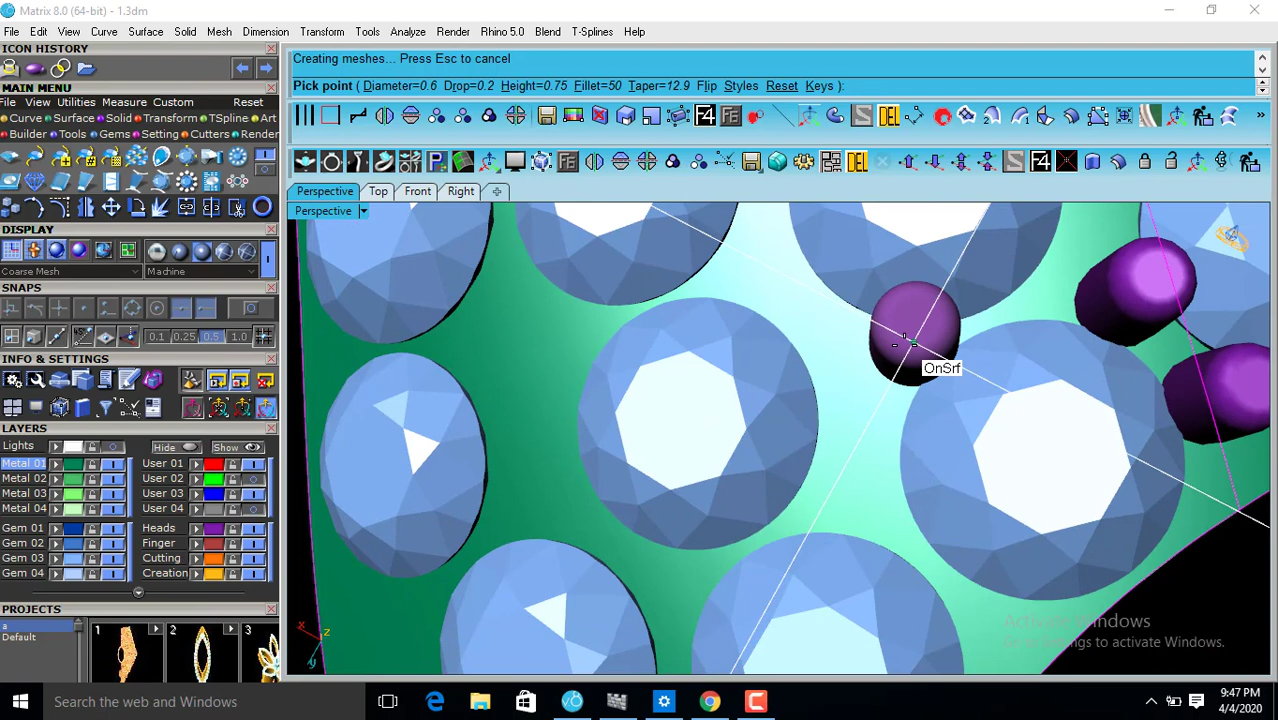 Matrix 8.0 (64-bit) - 1.3dm
File Edit View Curve Surface Solid Mesh Dimension Transform Tools Analyze Render Rhino 5.0 Blend T-Splines Help
ICON HISTORY
Creating meshes... Press Esc to cancel
Pick point ( Diameter=0.6 Drop=0.2 Height=0.75 Fillet=50 Taper=12.9 Flip Styles Reset Keys ):
MAIN MENU
File View Utilities Measure Custom Reset
Curve Surface Solid Transform TSpline Art
Builder Tools Gems Setting Cutters Render
F4 F6 DEL
F6 DEL F4
Perspective Top Front Right
Perspective
DISPLAY
Coarse Mesh Machine
SNAPS
0.1 0.25 0.5 1.0
INFO & SETTINGS
LAYERS
Lights Hide Show
Metal 01 User 01
Metal 02 User 02
Metal 03 User 03
Metal 04 User 04
Gem 01 Heads
Gem 02 Finger
Gem 03 Cutting
Gem 04 Creation
PROJECTS
a
Default
1 2 3
OnSrf
x z
y
Activate Windows
Go to Settings to activate Windows.
Search the web and Windows
9:47 PM
4/4/2020